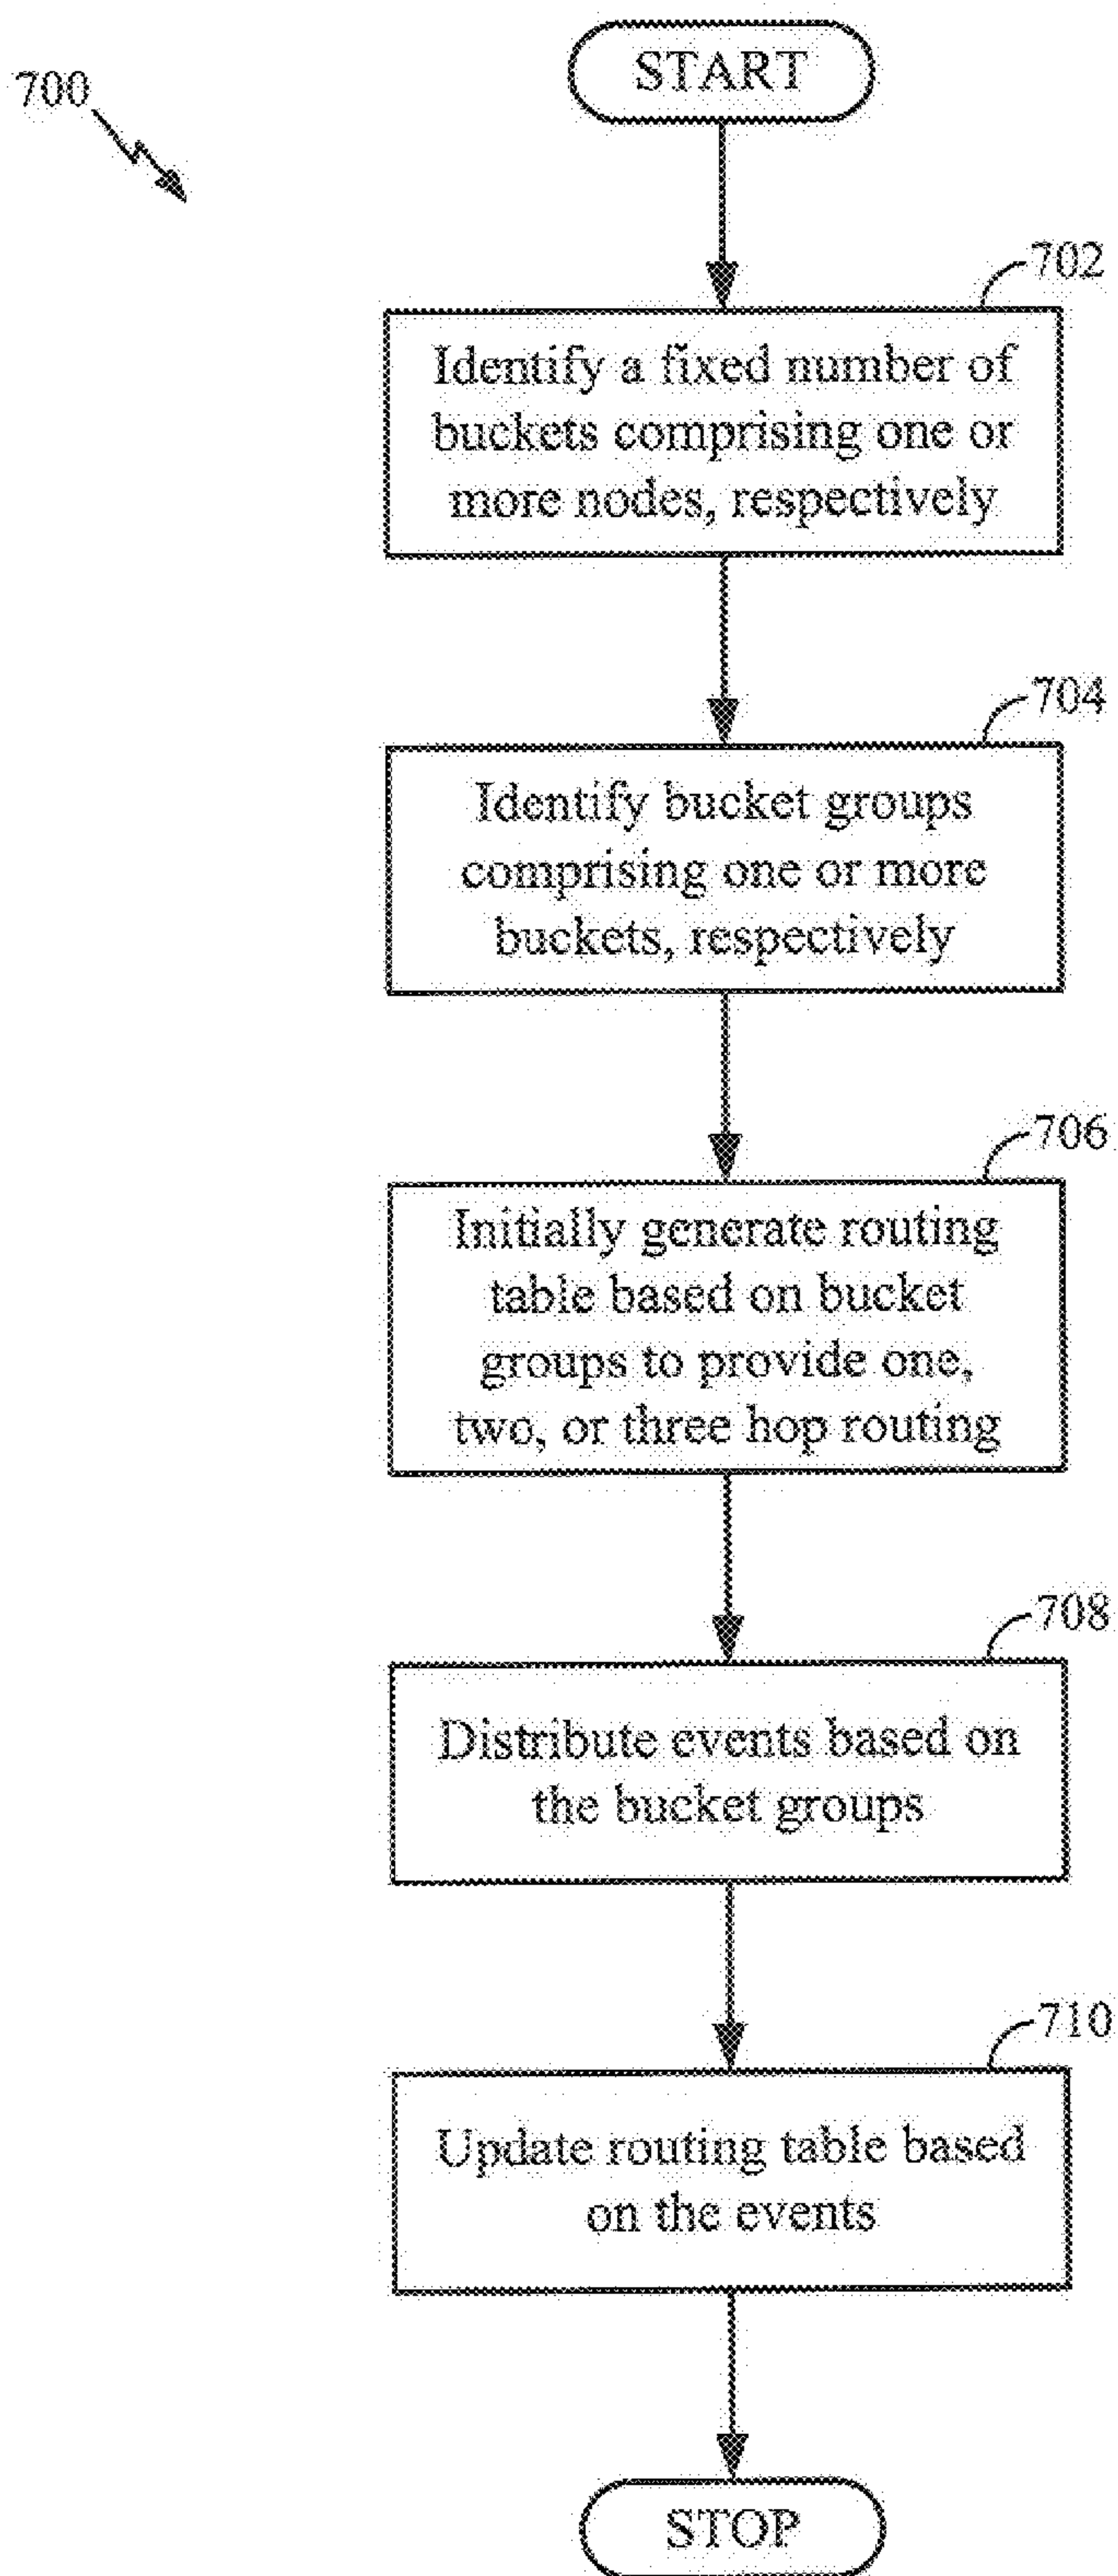 START
700
702
Identify a fixed number of
buckets comprising one or
more nodes, respectively
704
Identify bucket groups
comprising one or more
buckets, respectively
706
Initially generate routing
table based on bucket
groups to provide one,
two, or three hop routing
708
Distribute events based on
the bucket groups
710
Update routing table based
on the events
STOP